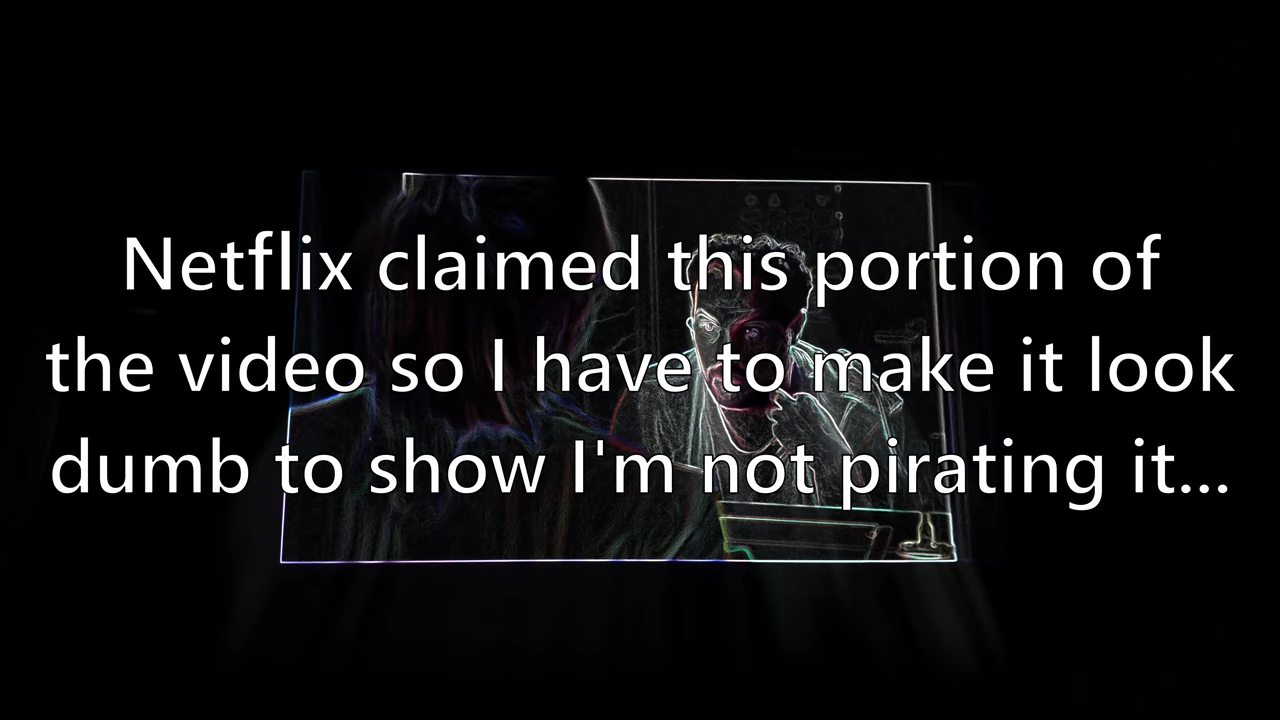 Netflix claimed this portion of
the video so I have to make it look
dumb to show I'm not pirating it...